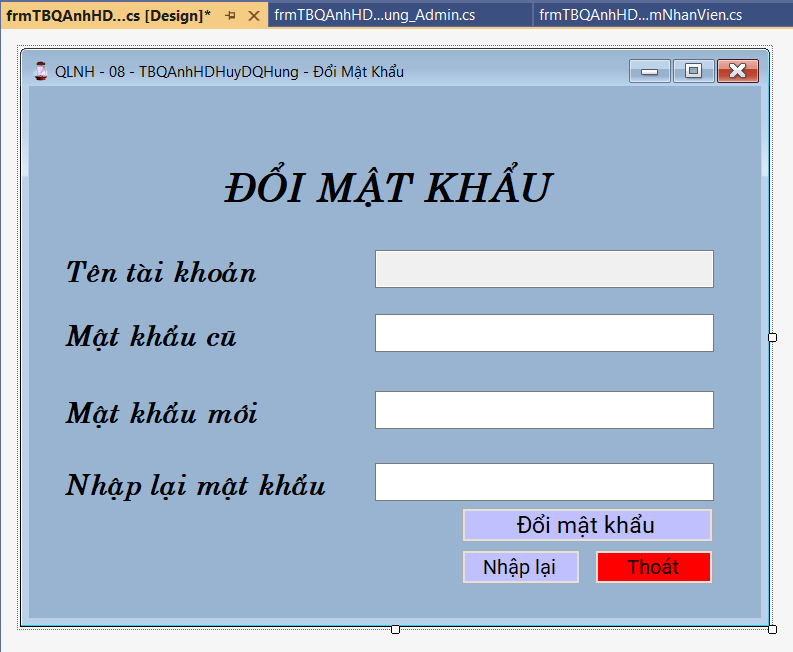 frmTBQAnhHD...cs [Design]*
frmTBQAnhHD...ung_Admin.cs
frmTBQAnhHD...mNhanVien.cs
QLNH - 08 - TBQAnhHDHuyDQHung - Đổi Mật Khẩu
ĐỔI MẬT KHẨU
Tên tài khoản
Mật khẩu cũ
Mật khẩu mới
Nhập lại mật khẩu
Đổi mật khẩu
Nhập lại
Thoát